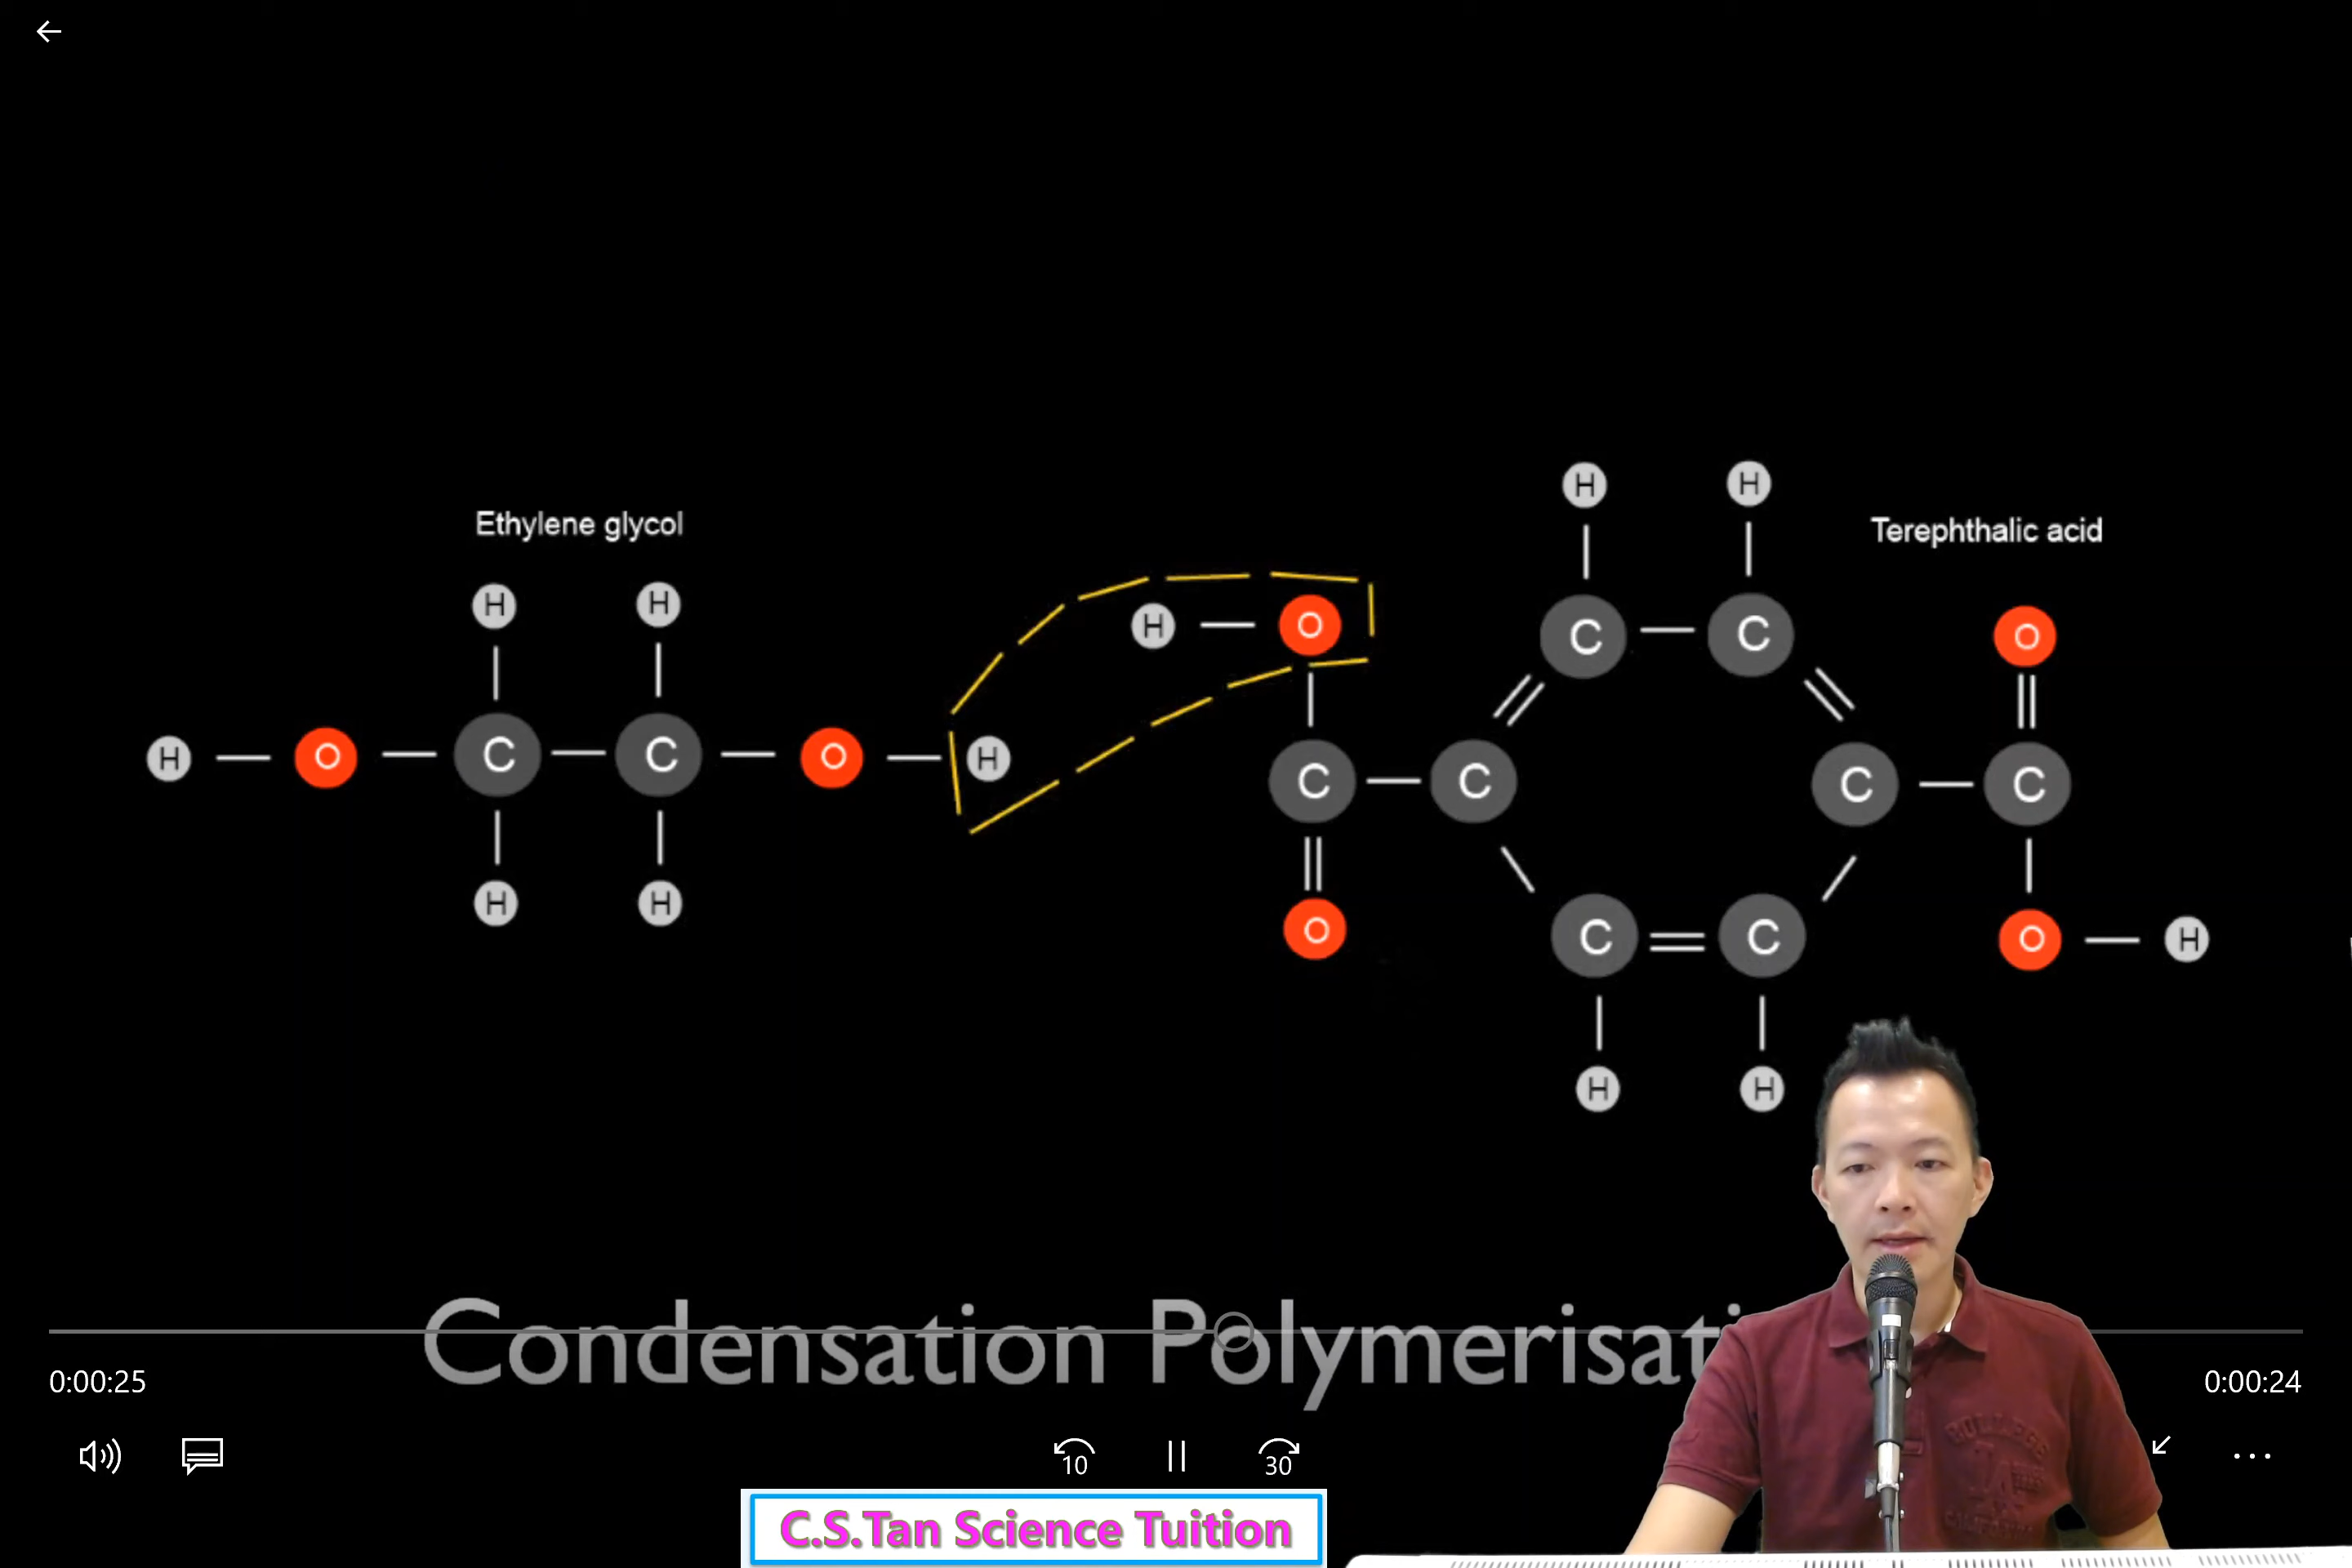 Ethylene glycol
Terephthalic acid
H H
H H
H O
O O
C C
H H
H O C C O H
C C C C
H H
O
C C
O H
H H
Condensation Polymerisat
0:00:25
0:00:24
10
30
C.S.Tan Science Tuition